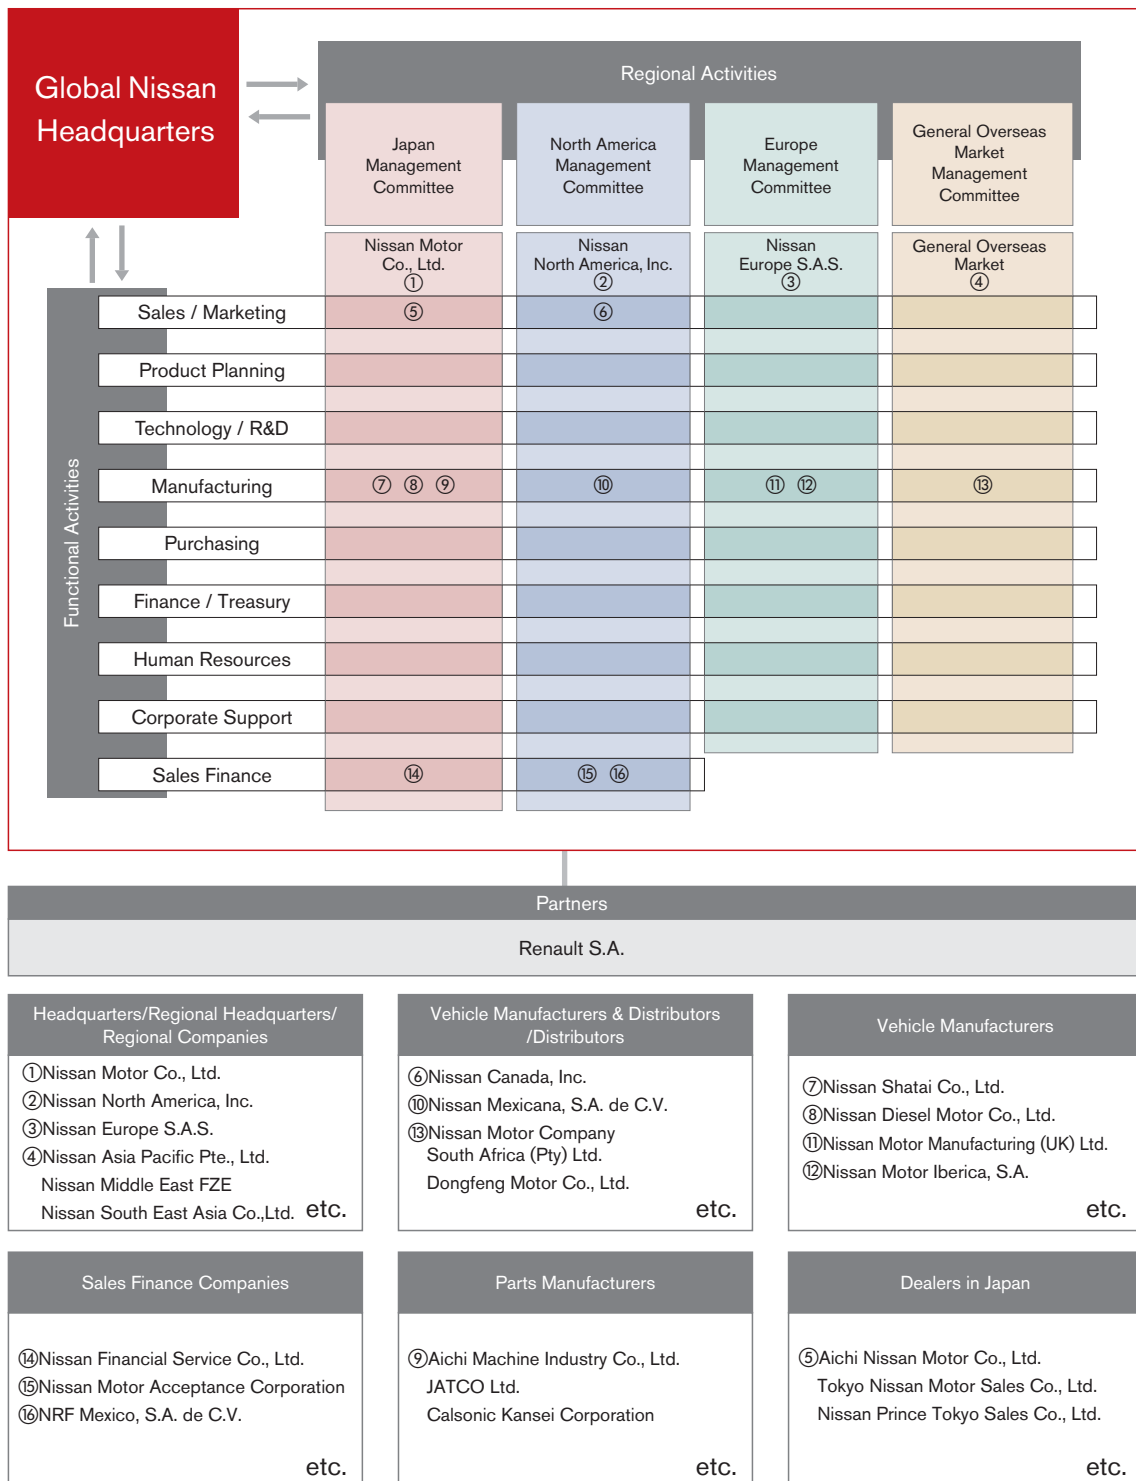 Global Nissan
Headquarters
Regional Activities
Japan
Management
Committee
North America
Management
Committee
Europe
Management
Committee
General Overseas
Market
Management
Committee
Nissan Motor
Co., Ltd.
①
Nissan
North America, Inc.
②
Nissan
Europe S.A.S.
③
General Overseas
Market
④
Functional Activities
Sales / Marketing ⑤ ⑥
Product Planning
Technology / R&D
Manufacturing ⑦ ⑧ ⑨ ⑩ ⑪ ⑫ ⑬
Purchasing
Finance / Treasury
Human Resources
Corporate Support
Sales Finance ⑭ ⑮ ⑯
Partners
Renault S.A.
Headquarters/Regional Headquarters/
Regional Companies
①Nissan Motor Co., Ltd.
②Nissan North America, Inc.
③Nissan Europe S.A.S.
④Nissan Asia Pacific Pte., Ltd.
Nissan Middle East FZE
Nissan South East Asia Co.,Ltd. etc.
Vehicle Manufacturers & Distributors
/Distributors
⑥Nissan Canada, Inc.
⑩Nissan Mexicana, S.A. de C.V.
⑬Nissan Motor Company
South Africa (Pty) Ltd.
Dongfeng Motor Co., Ltd.
etc.
Vehicle Manufacturers
⑦Nissan Shatai Co., Ltd.
⑧Nissan Diesel Motor Co., Ltd.
⑪Nissan Motor Manufacturing (UK) Ltd.
⑫Nissan Motor Iberica, S.A.
etc.
Sales Finance Companies
⑭Nissan Financial Service Co., Ltd.
⑮Nissan Motor Acceptance Corporation
⑯NRF Mexico, S.A. de C.V.
etc.
Parts Manufacturers
⑨Aichi Machine Industry Co., Ltd.
JATCO Ltd.
Calsonic Kansei Corporation
etc.
Dealers in Japan
⑤Aichi Nissan Motor Co., Ltd.
Tokyo Nissan Motor Sales Co., Ltd.
Nissan Prince Tokyo Sales Co., Ltd.
etc.